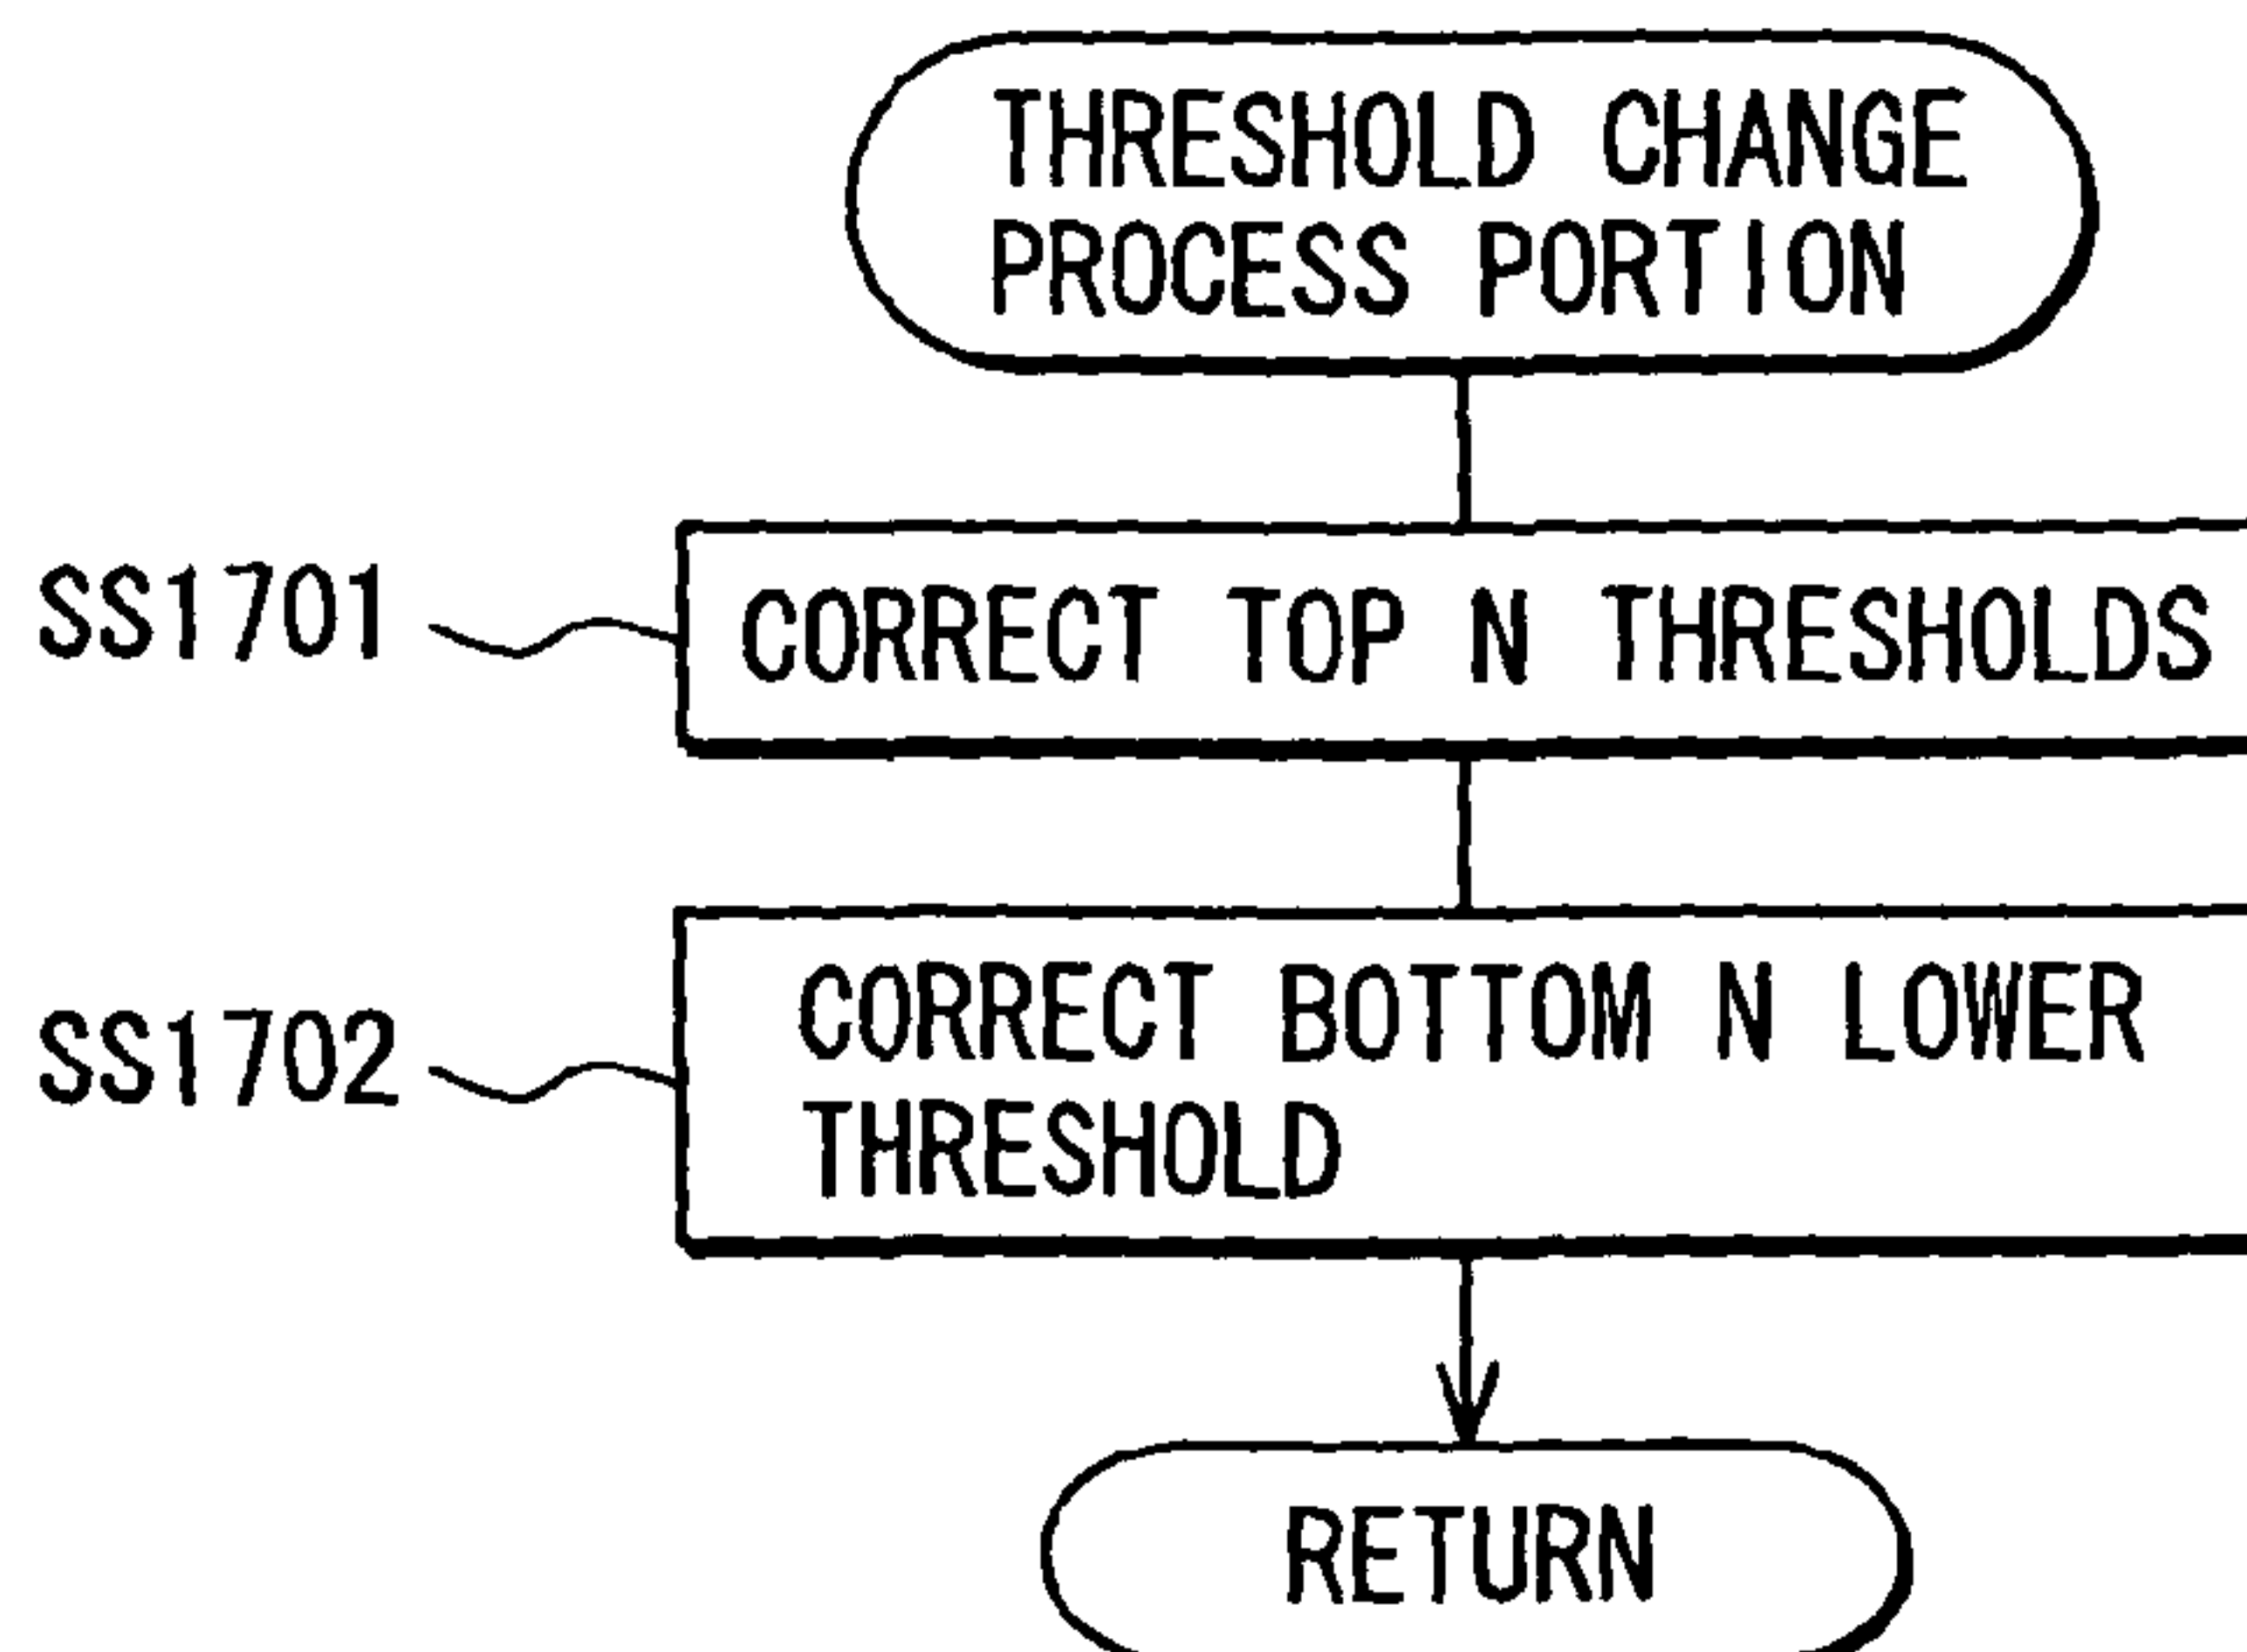 THRESHOLD CHANGE
PROCESS PORTION
SS1701
CORRECT TOP N THRESHOLDS
SS1702
CORRECT BOTTOM N LOWER
THRESHOLD
RETURN